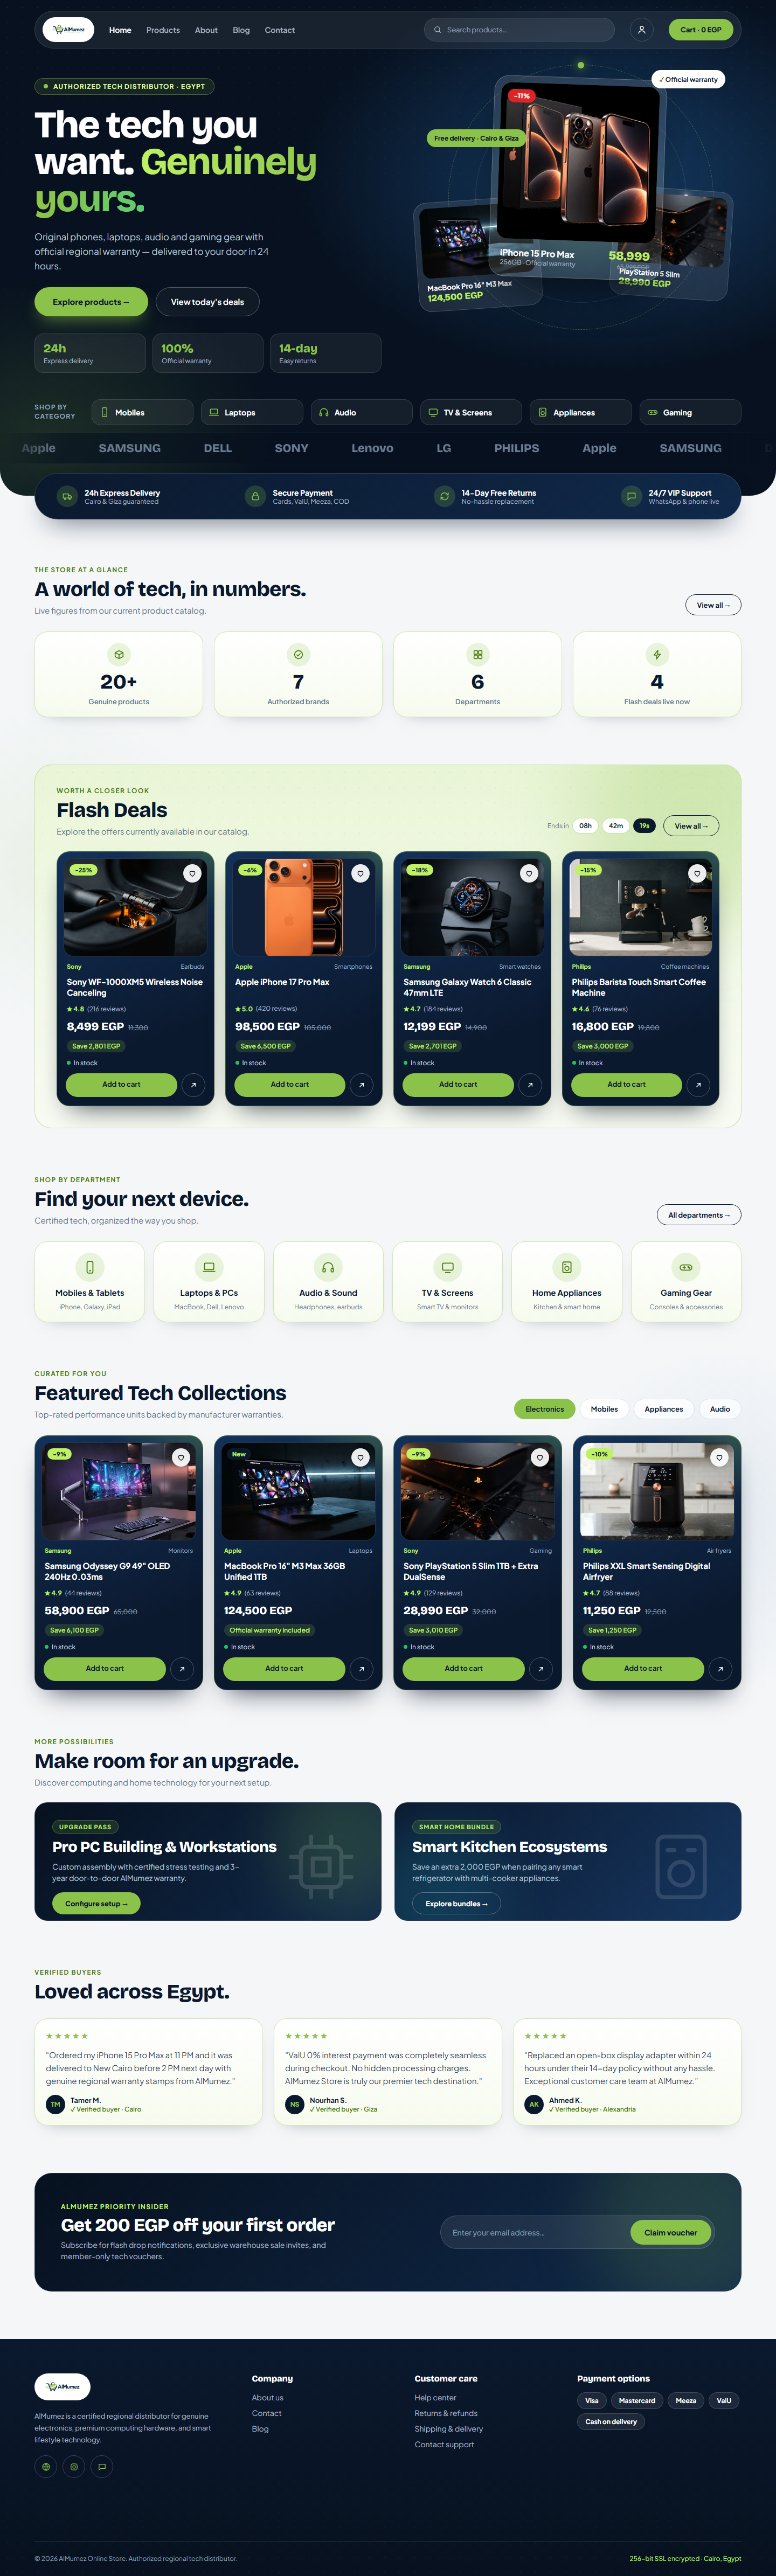 AlMumez
Home
Products
About
Blog
Contact
Search products...
Cart · 0 EGP
AUTHORIZED TECH DISTRIBUTOR · EGYPT
The tech you
want. Genuinely
yours.
Original phones, laptops, audio and gaming gear with
official regional warranty — delivered to your door in 24
hours.
Explore products →
View today's deals
24h
Express delivery
100%
Official warranty
14-day
Easy returns
✓ Official warranty
-11%
Free delivery · Cairo & Giza
iPhone 15 Pro Max
256GB · Official warranty
58,999
MacBook Pro 16" M3 Max
124,500 EGP
PlayStation 5 Slim
28,990 EGP
SHOP BY
CATEGORY
Mobiles
Laptops
Audio
TV & Screens
Appliances
Gaming
Apple
SAMSUNG
DELL
SONY
Lenovo
LG
PHILIPS
Apple
SAMSUNG
24h Express Delivery
Cairo & Giza guaranteed
Secure Payment
Cards, ValU, Meeza, COD
14-Day Free Returns
No-hassle replacement
24/7 VIP Support
WhatsApp & phone live
THE STORE AT A GLANCE
A world of tech, in numbers.
Live figures from our current product catalog.
View all →
20+
Genuine products
7
Authorized brands
6
Departments
4
Flash deals live now
WORTH A CLOSER LOOK
Flash Deals
Explore the offers currently available in our catalog.
Ends in
08h
42m
19s
View all →
-25%
Sony
Earbuds
Sony WF-1000XM5 Wireless Noise
Canceling
★ 4.8 (216 reviews)
8,499 EGP 11,300
Save 2,801 EGP
In stock
Add to cart
-6%
Apple
Smartphones
Apple iPhone 17 Pro Max
★ 5.0 (420 reviews)
98,500 EGP 105,000
Save 6,500 EGP
In stock
Add to cart
-18%
Samsung
Smart watches
Samsung Galaxy Watch 6 Classic
47mm LTE
★ 4.7 (184 reviews)
12,199 EGP 14,900
Save 2,701 EGP
In stock
Add to cart
-15%
Philips
Coffee machines
Philips Barista Touch Smart Coffee
Machine
★ 4.6 (76 reviews)
16,800 EGP 19,800
Save 3,000 EGP
In stock
Add to cart
SHOP BY DEPARTMENT
Find your next device.
Certified tech, organized the way you shop.
All departments →
Mobiles & Tablets
iPhone, Galaxy, iPad
Laptops & PCs
MacBook, Dell, Lenovo
Audio & Sound
Headphones, earbuds
TV & Screens
Smart TV & monitors
Home Appliances
Kitchen & smart home
Gaming Gear
Consoles & accessories
CURATED FOR YOU
Featured Tech Collections
Top-rated performance units backed by manufacturer warranties.
Electronics
Mobiles
Appliances
Audio
-9%
Samsung
Monitors
Samsung Odyssey G9 49" OLED
240Hz 0.03ms
★ 4.9 (44 reviews)
58,900 EGP 65,000
Save 6,100 EGP
In stock
Add to cart
New
Apple
Laptops
MacBook Pro 16" M3 Max 36GB
Unified 1TB
★ 4.9 (63 reviews)
124,500 EGP
Official warranty included
In stock
Add to cart
-9%
Sony
Gaming
Sony PlayStation 5 Slim 1TB + Extra
DualSense
★ 4.9 (129 reviews)
28,990 EGP 32,000
Save 3,010 EGP
In stock
Add to cart
-10%
Philips
Air fryers
Philips XXL Smart Sensing Digital
Airfryer
★ 4.7 (88 reviews)
11,250 EGP 12,500
Save 1,250 EGP
In stock
Add to cart
MORE POSSIBILITIES
Make room for an upgrade.
Discover computing and home technology for your next setup.
UPGRADE PASS
Pro PC Building & Workstations
Custom assembly with certified stress testing and 3-
year door-to-door AlMumez warranty.
Configure setup →
SMART HOME BUNDLE
Smart Kitchen Ecosystems
Save an extra 2,000 EGP when pairing any smart
refrigerator with multi-cooker appliances.
Explore bundles →
VERIFIED BUYERS
Loved across Egypt.
★★★★★
"Ordered my iPhone 15 Pro Max at 11 PM and it was
delivered to New Cairo before 2 PM next day with
genuine regional warranty stamps from AlMumez."
TM
Tamer M.
✓ Verified buyer · Cairo
★★★★★
"ValU 0% interest payment was completely seamless
during checkout. No hidden processing charges.
AlMumez Store is truly our premier tech destination."
NS
Nourhan S.
✓ Verified buyer · Giza
★★★★★
"Replaced an open-box display adapter within 24
hours under their 14-day policy without any hassle.
Exceptional customer care team at AlMumez."
AK
Ahmed K.
✓ Verified buyer · Alexandria
ALMUMEZ PRIORITY INSIDER
Get 200 EGP off your first order
Subscribe for flash drop notifications, exclusive warehouse sale invites, and
member-only tech vouchers.
Enter your email address...
Claim voucher
AlMumez
AlMumez is a certified regional distributor for genuine
electronics, premium computing hardware, and smart
lifestyle technology.
Company
About us
Contact
Blog
Customer care
Help center
Returns & refunds
Shipping & delivery
Contact support
Payment options
Visa
Mastercard
Meeza
ValU
Cash on delivery
© 2026 AlMumez Online Store. Authorized regional tech distributor.
256-bit SSL encrypted · Cairo, Egypt